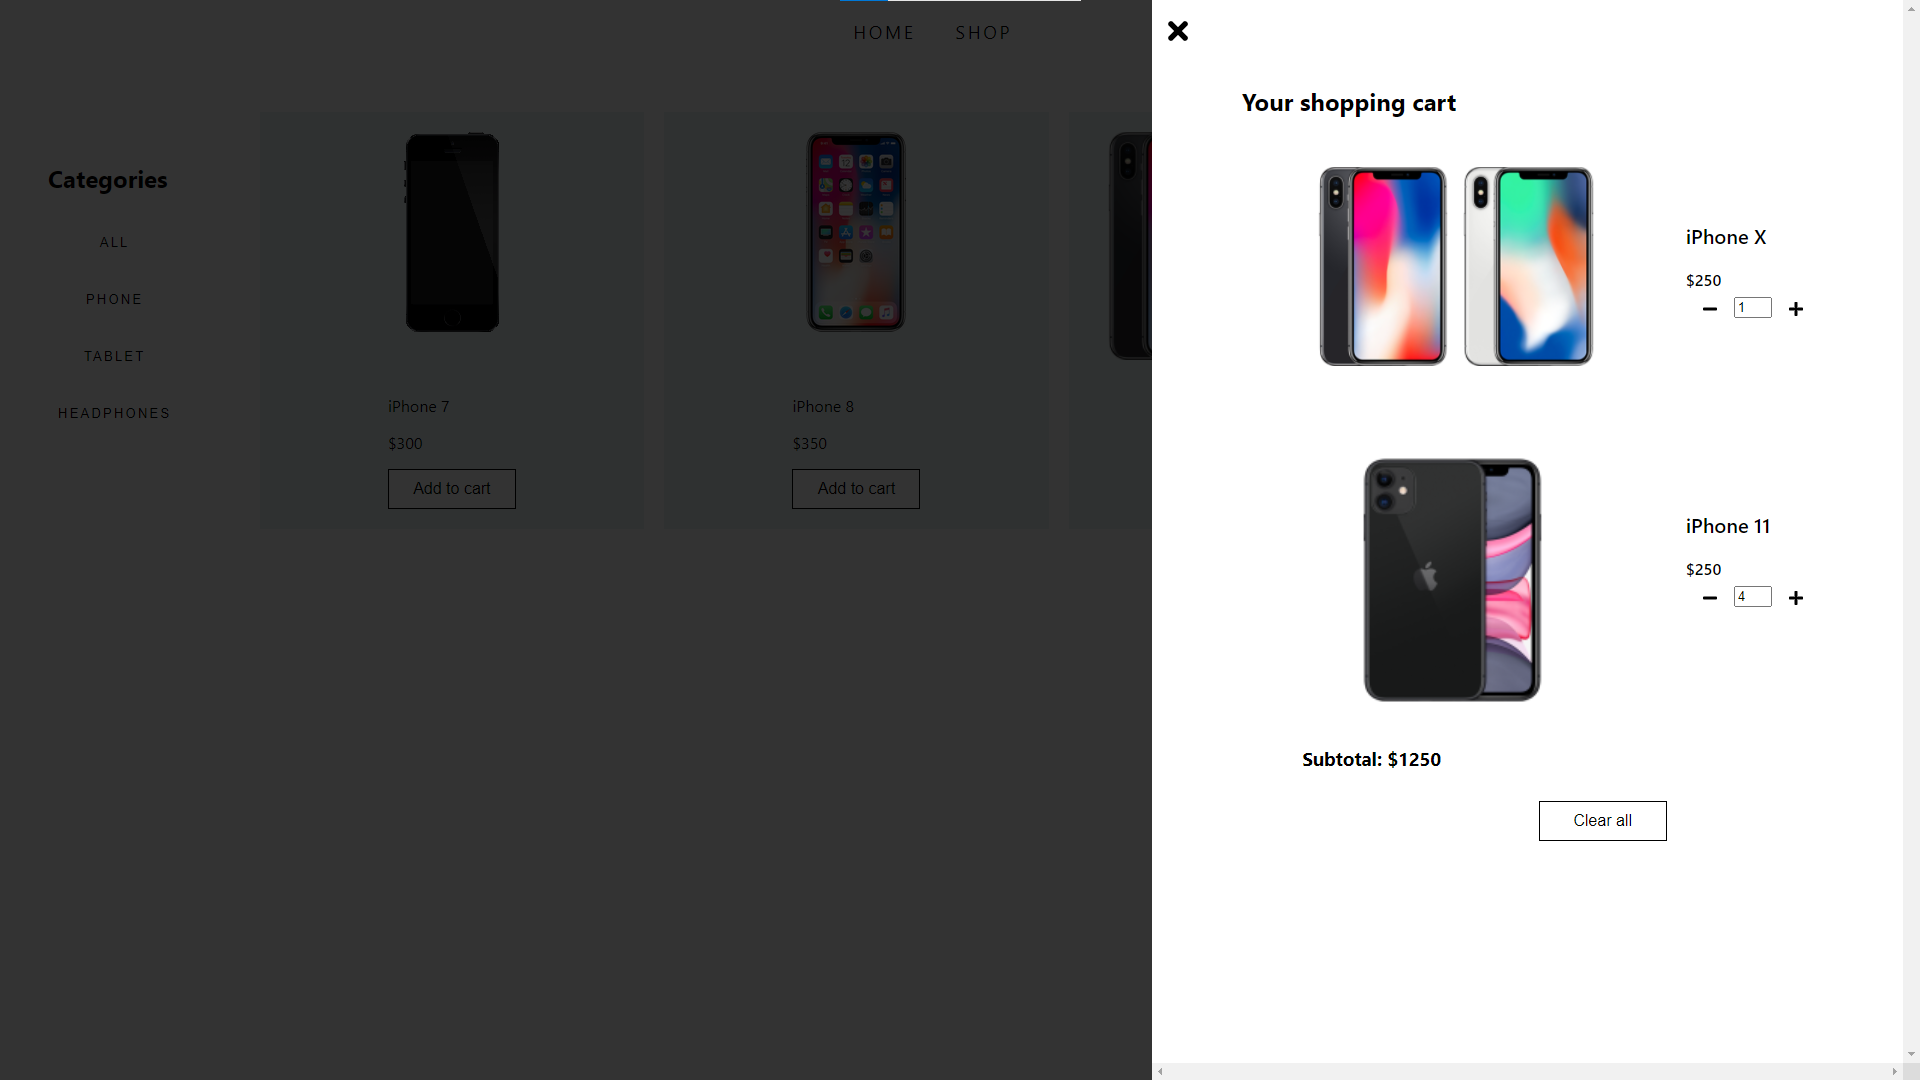 HOME SHOP
Categories
ALL
PHONE
TABLET
HEADPHONES
iPhone 7
$300
Add to cart
iPhone 8
$350
Add to cart
Your shopping cart
iPhone X
$250
1
iPhone 11
$250
4
Subtotal: $1250
Clear all